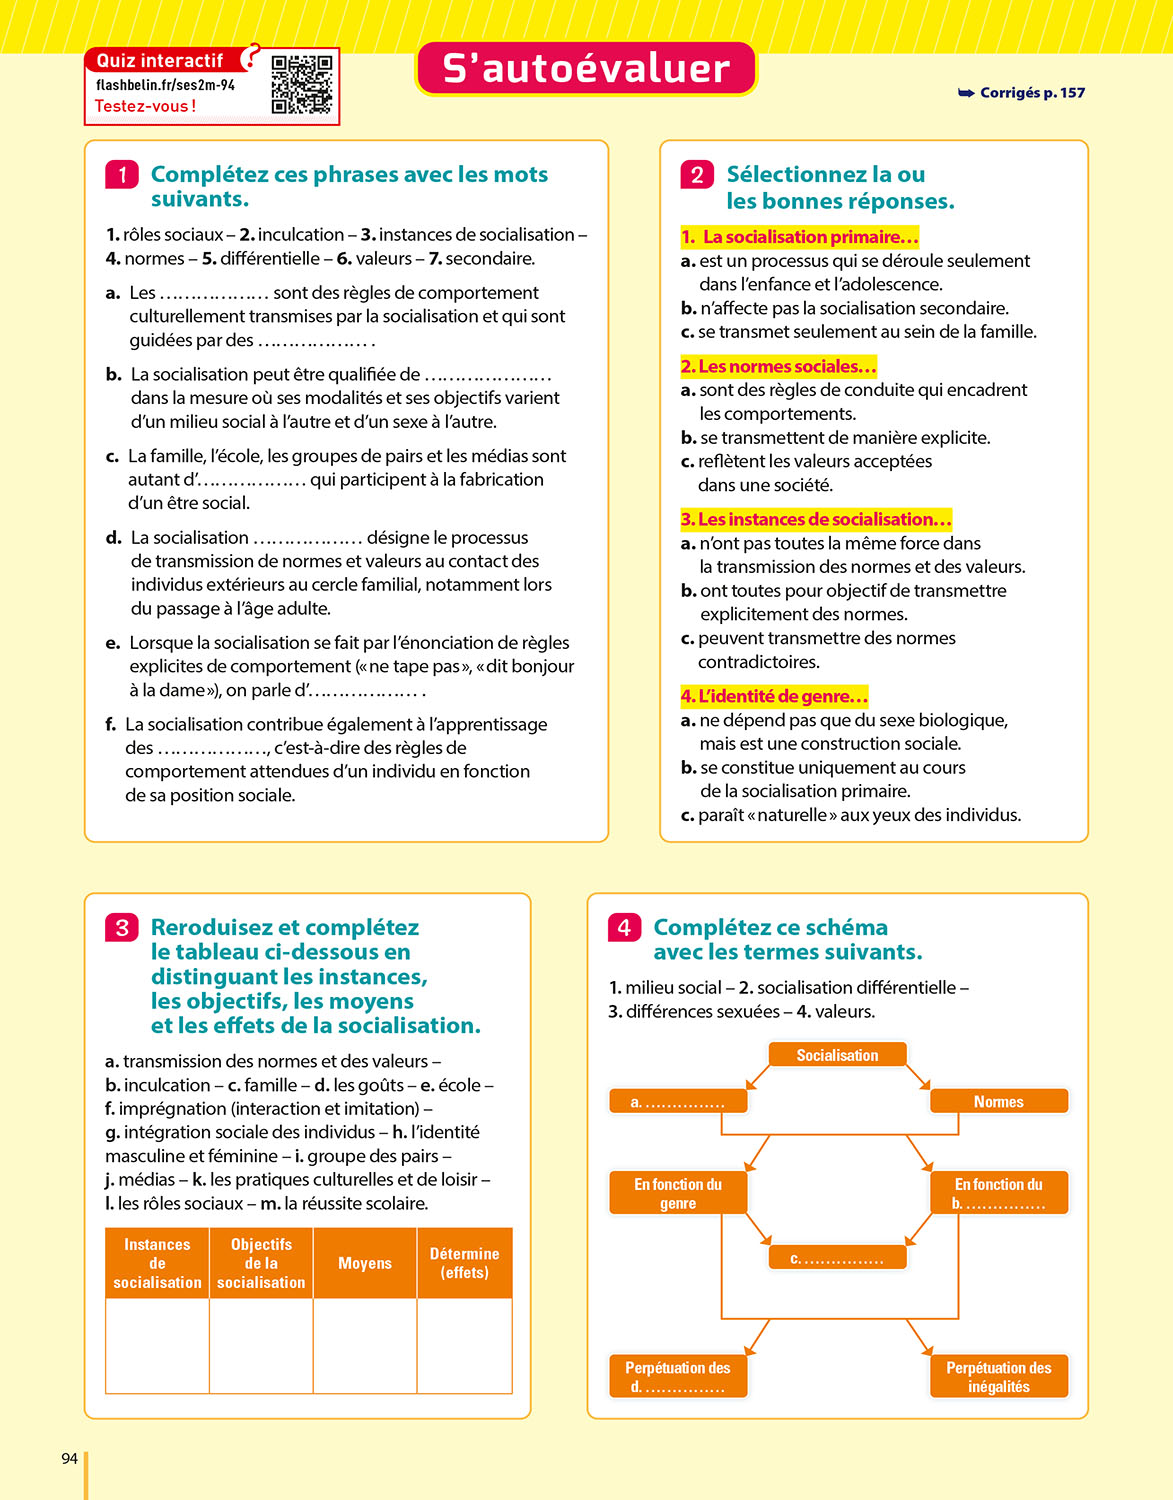 Quiz interactif ?
flashbelin.fr/ses2m-94
Testez-vous !
S'autoévaluer
➥ Corrigés p. 157
1 Complétez ces phrases avec les mots
suivants.
1. rôles sociaux – 2. inculcation – 3. instances de socialisation –
4. normes – 5. différentielle – 6. valeurs – 7. secondaire.
a. Les ……………… sont des règles de comportement
culturellement transmises par la socialisation et qui sont
guidées par des ……………… .
b. La socialisation peut être qualifiée de …………………
dans la mesure où ses modalités et ses objectifs varient
d'un milieu social à l'autre et d'un sexe à l'autre.
c. La famille, l'école, les groupes de pairs et les médias sont
autant d'……………… qui participent à la fabrication
d'un être social.
d. La socialisation ……………… désigne le processus
de transmission de normes et valeurs au contact des
individus extérieurs au cercle familial, notamment lors
du passage à l'âge adulte.
e. Lorsque la socialisation se fait par l'énonciation de règles
explicites de comportement (« ne tape pas », « dit bonjour
à la dame »), on parle d'……………… .
f. La socialisation contribue également à l'apprentissage
des ………………, c'est-à-dire des règles de
comportement attendues d'un individu en fonction
de sa position sociale.
2 Sélectionnez la ou
les bonnes réponses.
1. La socialisation primaire…
a. est un processus qui se déroule seulement
dans l'enfance et l'adolescence.
b. n'affecte pas la socialisation secondaire.
c. se transmet seulement au sein de la famille.
2. Les normes sociales…
a. sont des règles de conduite qui encadrent
les comportements.
b. se transmettent de manière explicite.
c. reflètent les valeurs acceptées
dans une société.
3. Les instances de socialisation…
a. n'ont pas toutes la même force dans
la transmission des normes et des valeurs.
b. ont toutes pour objectif de transmettre
explicitement des normes.
c. peuvent transmettre des normes
contradictoires.
4. L'identité de genre…
a. ne dépend pas que du sexe biologique,
mais est une construction sociale.
b. se constitue uniquement au cours
de la socialisation primaire.
c. paraît « naturelle » aux yeux des individus.
3 Reroduisez et complétez
le tableau ci-dessous en
distinguant les instances,
les objectifs, les moyens
et les effets de la socialisation.
a. transmission des normes et des valeurs –
b. inculcation – c. famille – d. les goûts – e. école –
f. imprégnation (interaction et imitation) –
g. intégration sociale des individus – h. l'identité
masculine et féminine – i. groupe des pairs –
j. médias – k. les pratiques culturelles et de loisir –
l. les rôles sociaux – m. la réussite scolaire.
Instances
de
socialisation
Objectifs
de la
socialisation
Moyens
Détermine
(effets)
4 Complétez ce schéma
avec les termes suivants.
1. milieu social – 2. socialisation différentielle –
3. différences sexuées – 4. valeurs.
Socialisation
a. ……………
Normes
En fonction du
genre
En fonction du
b. ……………
c. ……………
Perpétuation des
d. ……………
Perpétuation des
inégalités
94